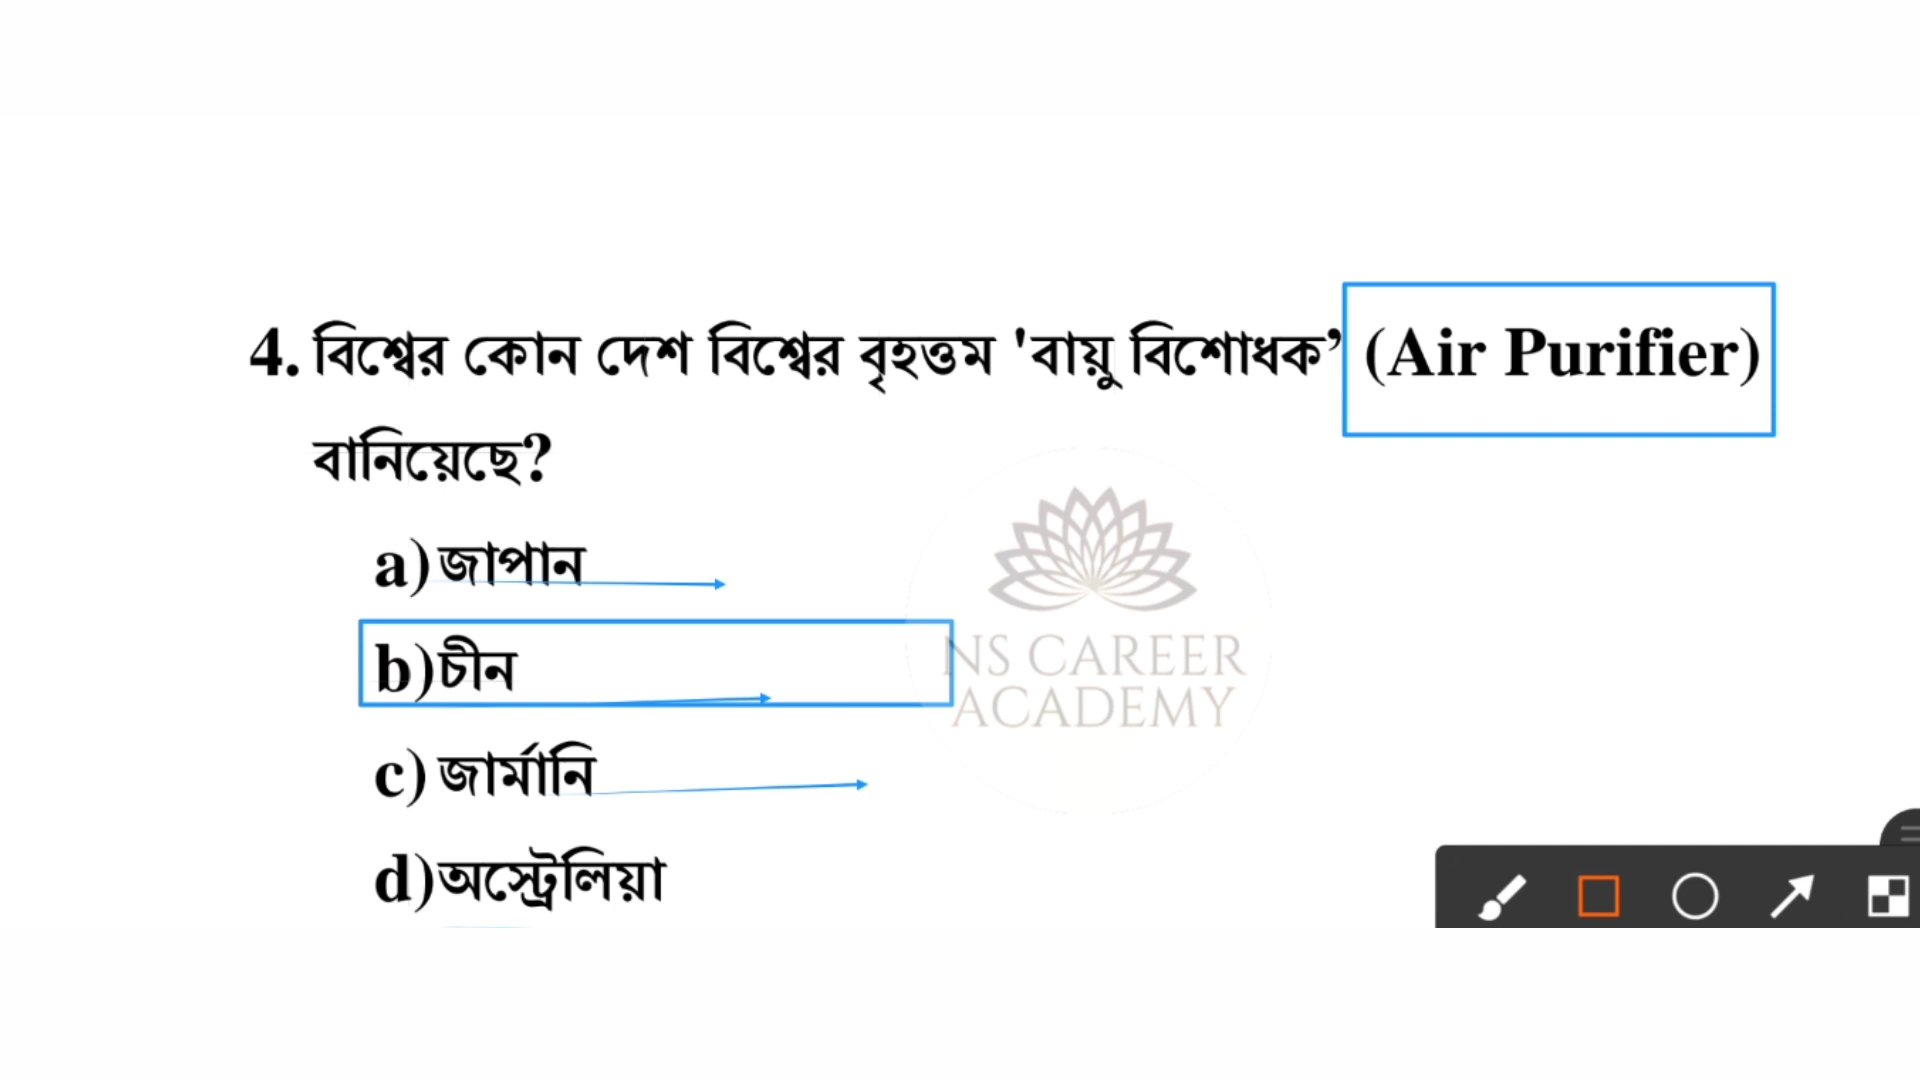 4. বিশ্বের কোন দেশ বিশ্বের বৃহত্তম 'বায়ু বিশোধক’ (Air Purifier)
বানিয়েছে?
a) জাপান
b) চীন
c) জার্মানি
d) অস্ট্রেলিয়া
NS CAREER
ACADEMY